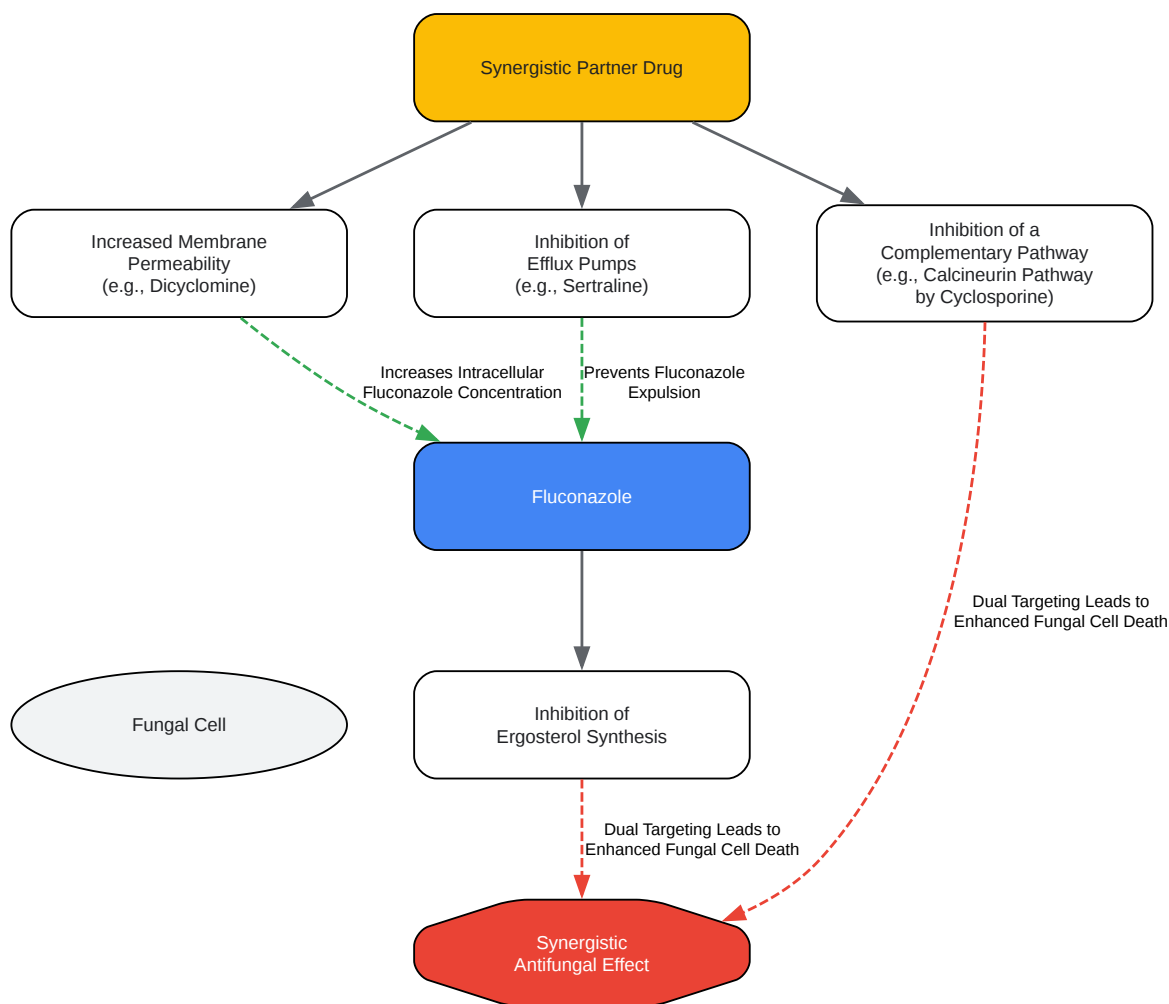 Synergistic Partner Drug
Increased Membrane
Permeability
(e.g., Dicyclomine)
Inhibition of
Efflux Pumps
(e.g., Sertraline)
Inhibition of a
Complementary Pathway
(e.g., Calcineurin Pathway
by Cyclosporine)
Increases Intracellular
Fluconazole Concentration
Prevents Fluconazole
Expulsion
Fluconazole
Dual Targeting Leads to
Enhanced Fungal Cell Death
Fungal Cell
Inhibition of
Ergosterol Synthesis
Dual Targeting Leads to
Enhanced Fungal Cell Death
Synergistic
Antifungal Effect